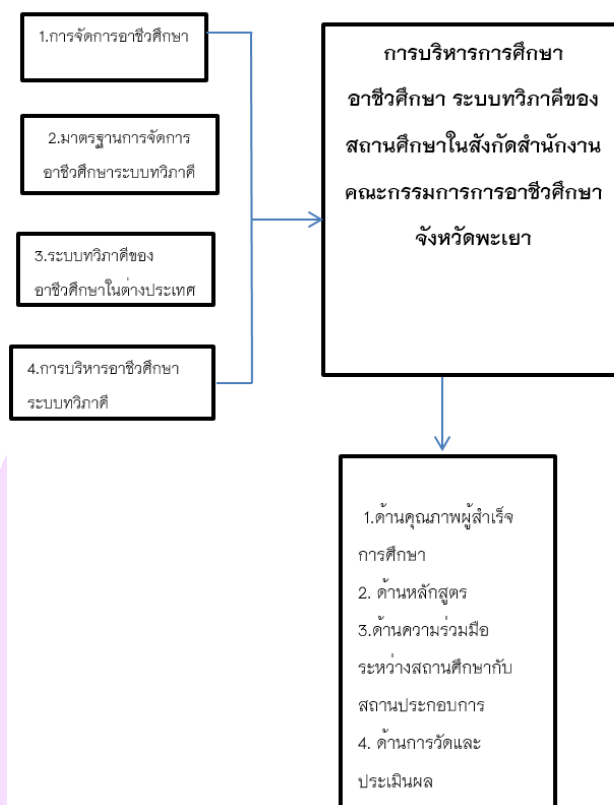 1.การจัดการอาชีวศึกษา
2.มาตรฐานการจัดการ
อาชีวศึกษาระบบทวิภาคี
3.ระบบทวิภาคีของ
อาชีวศึกษาในต่างประเทศ
4.การบริหารอาชีวศึกษา
ระบบทวิภาคี
การบริหารการศึกษา
อาชีวศึกษา ระบบทวิภาคีของ
สถานศึกษาในสังกัดสำนักงาน
คณะกรรมการการอาชีวศึกษา
จังหวัดพะเยา
1.ด้านคุณภาพผู้สำเร็จ
การศึกษา
2. ด้านหลักสูตร
3.ด้านความร่วมมือ
ระหว่างสถานศึกษากับ
สถานประกอบการ
4. ด้านการวัดและ
ประเมินผล